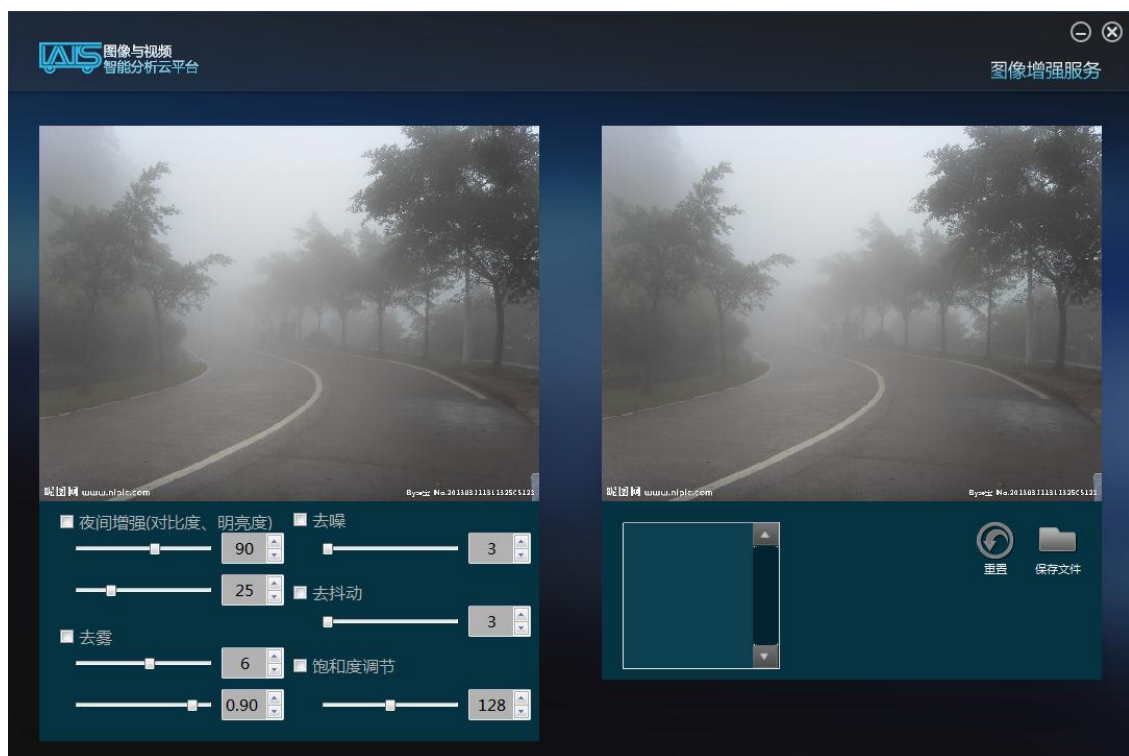 IAIS
图像与视频
智能分析云平台
图像增强服务
昵图网 www.nipic.com
昵图网 www.nipic.com
夜间增强(对比度、明亮度)
90
25
去雾
6
0.90
去噪
3
去抖动
3
饱和度调节
128
重置
保存文件